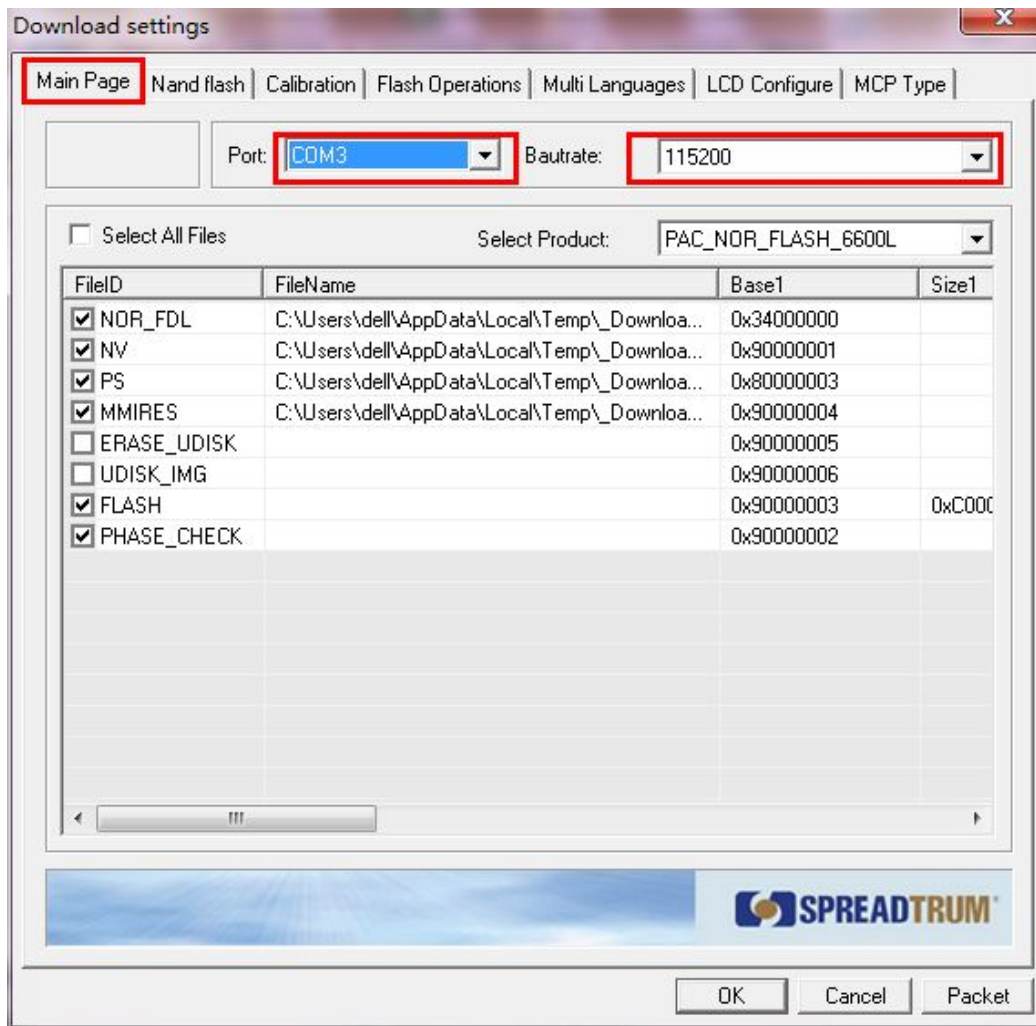 Download settings
Main Page Nand flash Calibration Flash Operations Multi Languages LCD Configure MCP Type
Port: COM3 Bautrate: 115200
Select All Files Select Product: PAC_NOR_FLASH_6600L
FileID FileName Base1 Size1
NOR_FDL C:\Users\dell\AppData\Local\Temp\_Downloa... 0x34000000
NV C:\Users\dell\AppData\Local\Temp\_Downloa... 0x90000001
PS C:\Users\dell\AppData\Local\Temp\_Downloa... 0x80000003
MMIRES C:\Users\dell\AppData\Local\Temp\_Downloa... 0x90000004
ERASE_UDISK 0x90000005
UDISK_IMG 0x90000006
FLASH 0x90000003 0xC000
PHASE_CHECK 0x90000002
SPREADTRUM
OK Cancel Packet